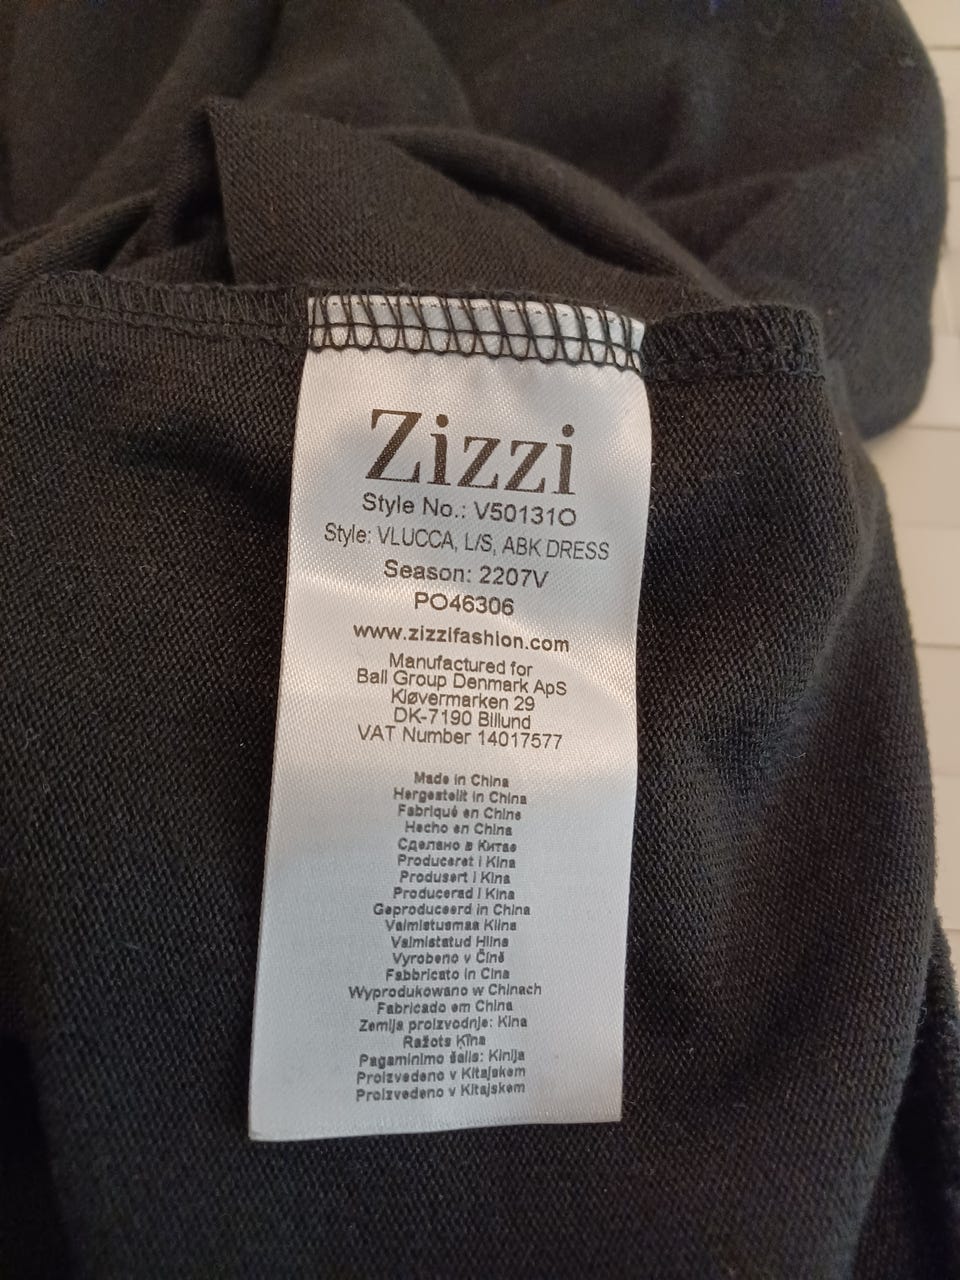 Zizzi
Style No.: V50131O
Style: VLUCCA, L/S, ABK DRESS
Season: 2207V
PO46306
www.zizzifashion.com
Manufactured for
Ball Group Denmark ApS
Kløvermarken 29
DK-7190 Billund
VAT Number 14017577
Made in China
Hergestellt in China
Fabriqué en Chine
Hecho en China
Сделано в Китае
Produceret i Kina
Produsert i Kina
Producerad i Kina
Geproduceerd in China
Valmistusmaa Kiina
Valmistatud Hiina
Vyrobeno v Číně
Fabbricato in Cina
Wyprodukowano w Chinach
Fabricado em China
Zemlja proizvodnje: Kina
Ražots Ķīna
Pagaminimo šalis: Kinija
Proizvedeno v Kitajskem
Proizvedeno v Kitajskem